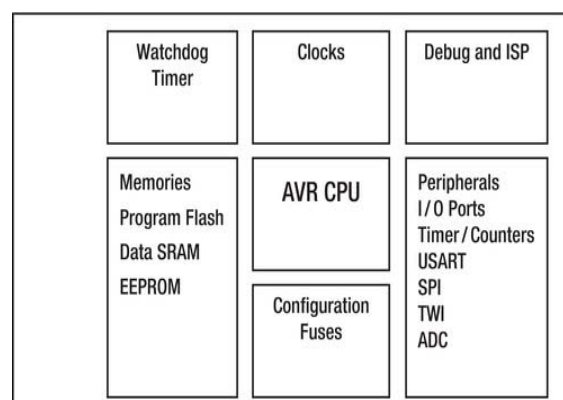 Watchdog
Timer
Clocks
Debug and ISP
Memories
Program Flash
Data SRAM
EEPROM
AVR CPU
Configuration
Fuses
Peripherals
I/O Ports
Timer/Counters
USART
SPI
TWI
ADC